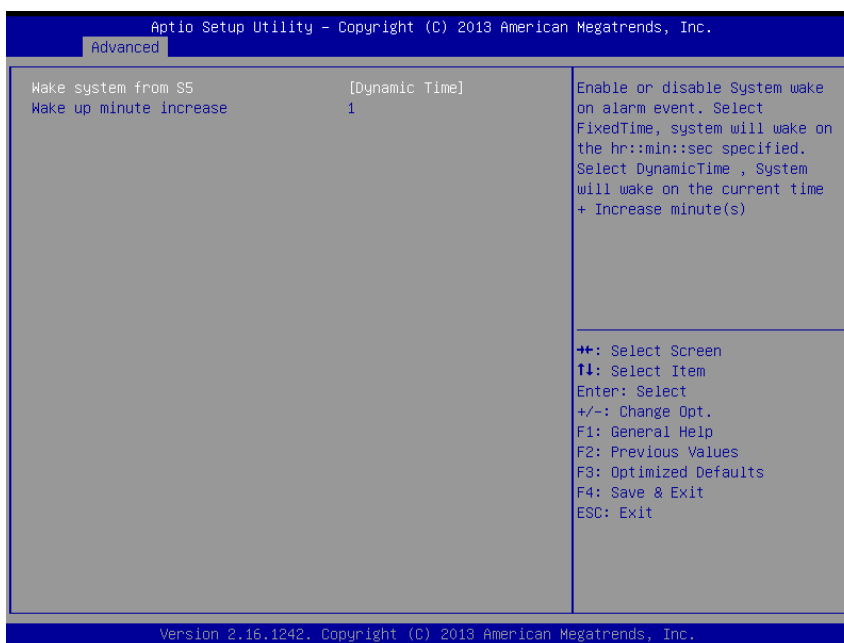 Aptio Setup Utility – Copyright (C) 2013 American Megatrends, Inc.
Advanced
Wake system from S5 [Dynamic Time]
Wake up minute increase 1
Enable or disable System wake
on alarm event. Select
FixedTime, system will wake on
the hr::min::sec specified.
Select DynamicTime , System
will wake on the current time
+ Increase minute(s)
→←: Select Screen
↑↓: Select Item
Enter: Select
+/-: Change Opt.
F1: General Help
F2: Previous Values
F3: Optimized Defaults
F4: Save & Exit
ESC: Exit
Version 2.16.1242. Copyright (C) 2013 American Megatrends, Inc.